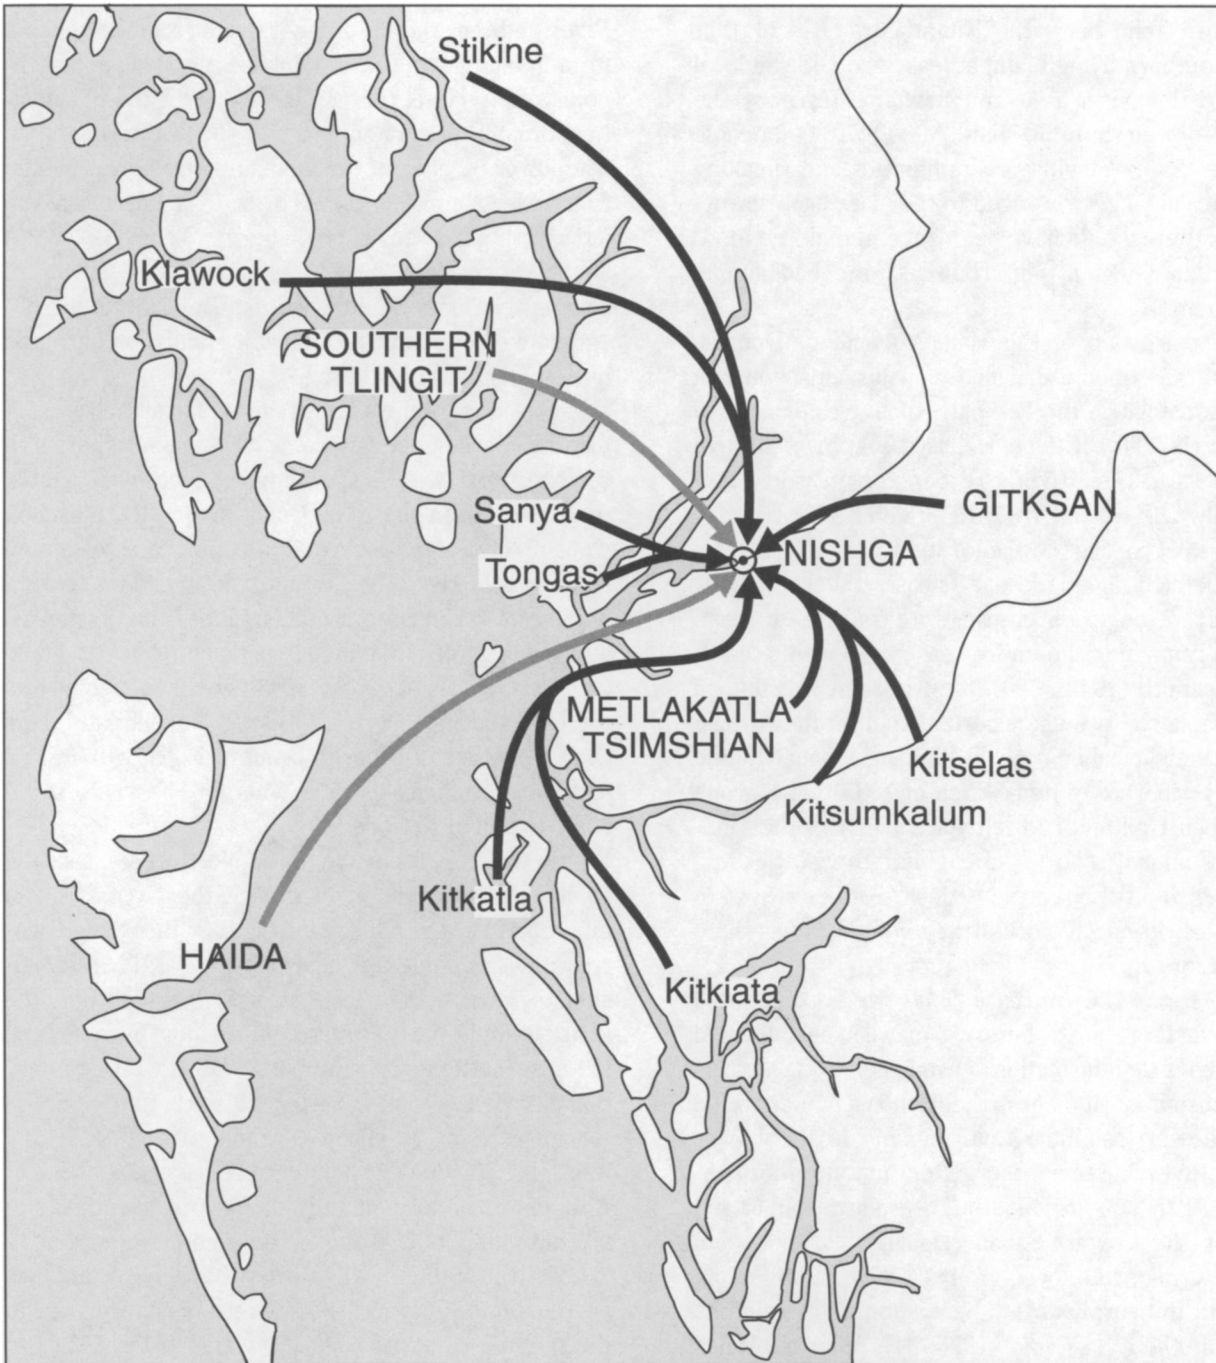 Stikine
Klawock
SOUTHERN
TLINGIT
Sanya
GITKSAN
NISHGA
Tongas
METLAKATLA
TSIMSHIAN
Kitselas
Kitsumkalum
Kitkatla
HAIDA
Kitkiata